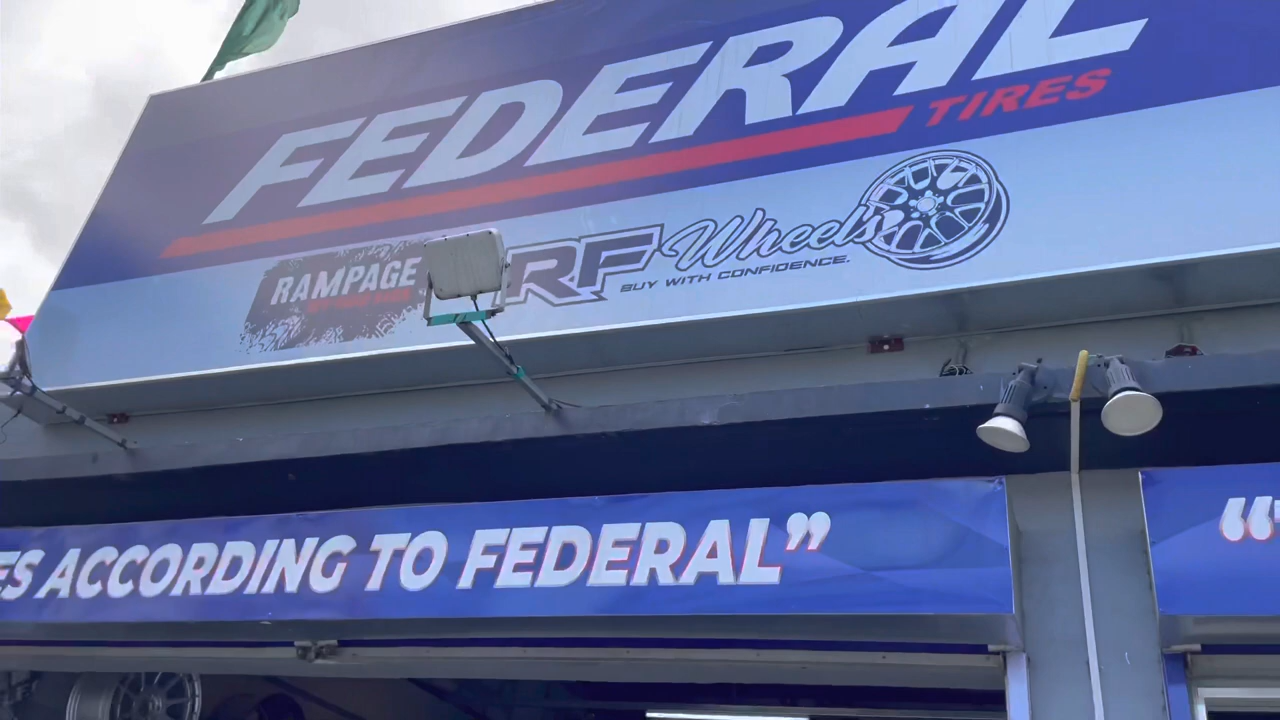 FEDERAL
TIRES
RAMPAGE
RF Wheels
BUY WITH CONFIDENCE.
ES ACCORDING TO FEDERAL”
“